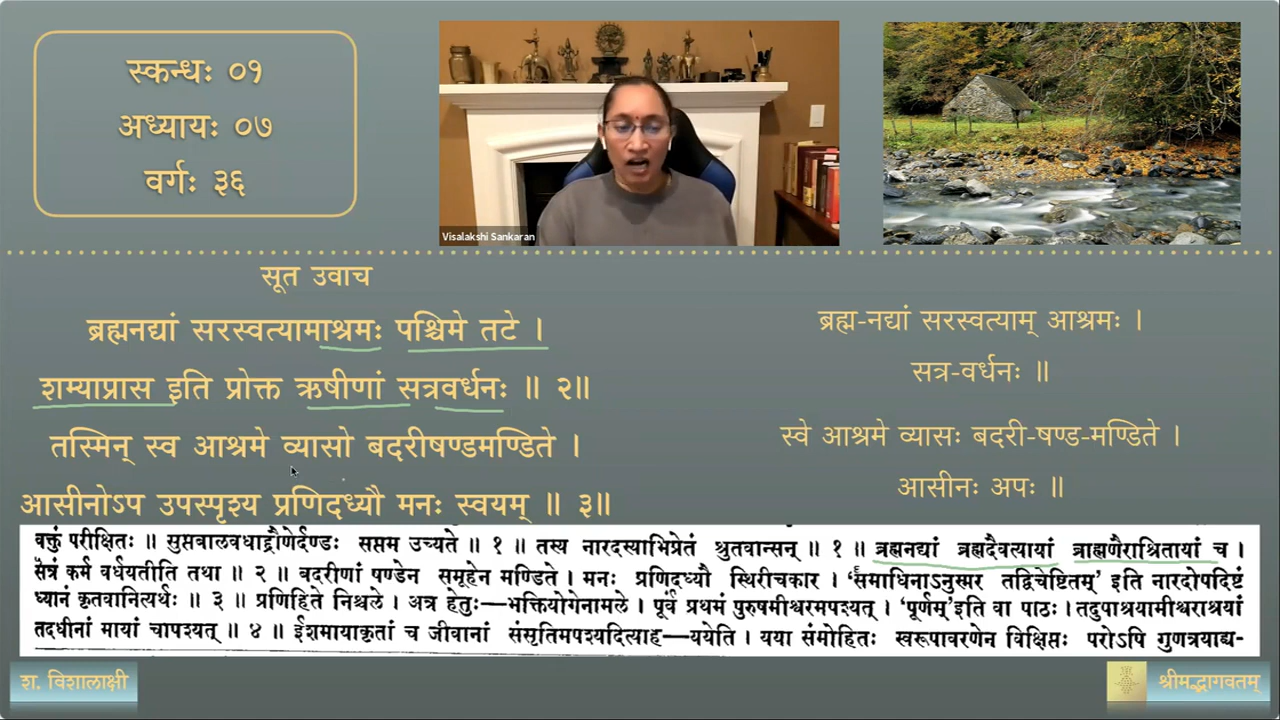 स्कन्धः ०१
अध्यायः ०७
वर्गः ३६
Visalakshi Sankaran
सूत उवाच
ब्रह्मनद्यां सरस्वत्यामाश्रमः पश्चिमे तटे ।
शम्याप्रास इति प्रोक्त ऋषीणां सत्रवर्धनः ॥ २॥
तस्मिन् स्व आश्रमे व्यासो बदरीषण्डमण्डिते ।
आसीनोऽप उपस्पृश्य प्रणिदध्यौ मनः स्वयम् ॥ ३॥
ब्रह्म-नद्यां सरस्वत्याम् आश्रमः ।
सत्र-वर्धनः ॥
स्वे आश्रमे व्यासः बदरी-षण्ड-मण्डिते ।
आसीनः अपः ॥
वक्तुं परीक्षितः ॥ सुप्तबालवधाद्रौणेर्दण्डः सप्तम उच्यते ॥ १ ॥ तस्य नारदस्याभिप्रेतं श्रुतवान्सन् ॥ १ ॥ ब्रह्मनद्यां ब्रह्मदैवत्यायां ब्राह्मणैराश्रितायां च ।
सत्रं कर्म वर्धयतीति तथा ॥ २ ॥ बदरीणां षण्डेन समूहेन मण्डिते । मनः प्रणिदध्यौ स्थिरीचकार । ‘समाधिनाऽनुस्मर तद्विचेष्टितम्’ इति नारदोपदिष्टं
ध्यानं कृतवानित्यर्थः ॥ ३ ॥ प्रणिहिते निश्चले । अत्र हेतुः—भक्तियोगेनामले । पूर्वं प्रथमं पुरुषमीश्वरमपश्यत् । ‘पूर्णम्’इति वा पाठः । तदुपाश्रयामीश्वराश्रयां
तदधीनां मायां चापश्यत् ॥ ४ ॥ ईशमायाकृतां च जीवानां संसृतिमपश्यदित्याह—ययेति । यया संमोहितः स्वरूपावरणेन विक्षिप्तः परोऽपि गुणत्रयाद्य-
श. विशालाक्षी
श्रीमद्भागवतम्